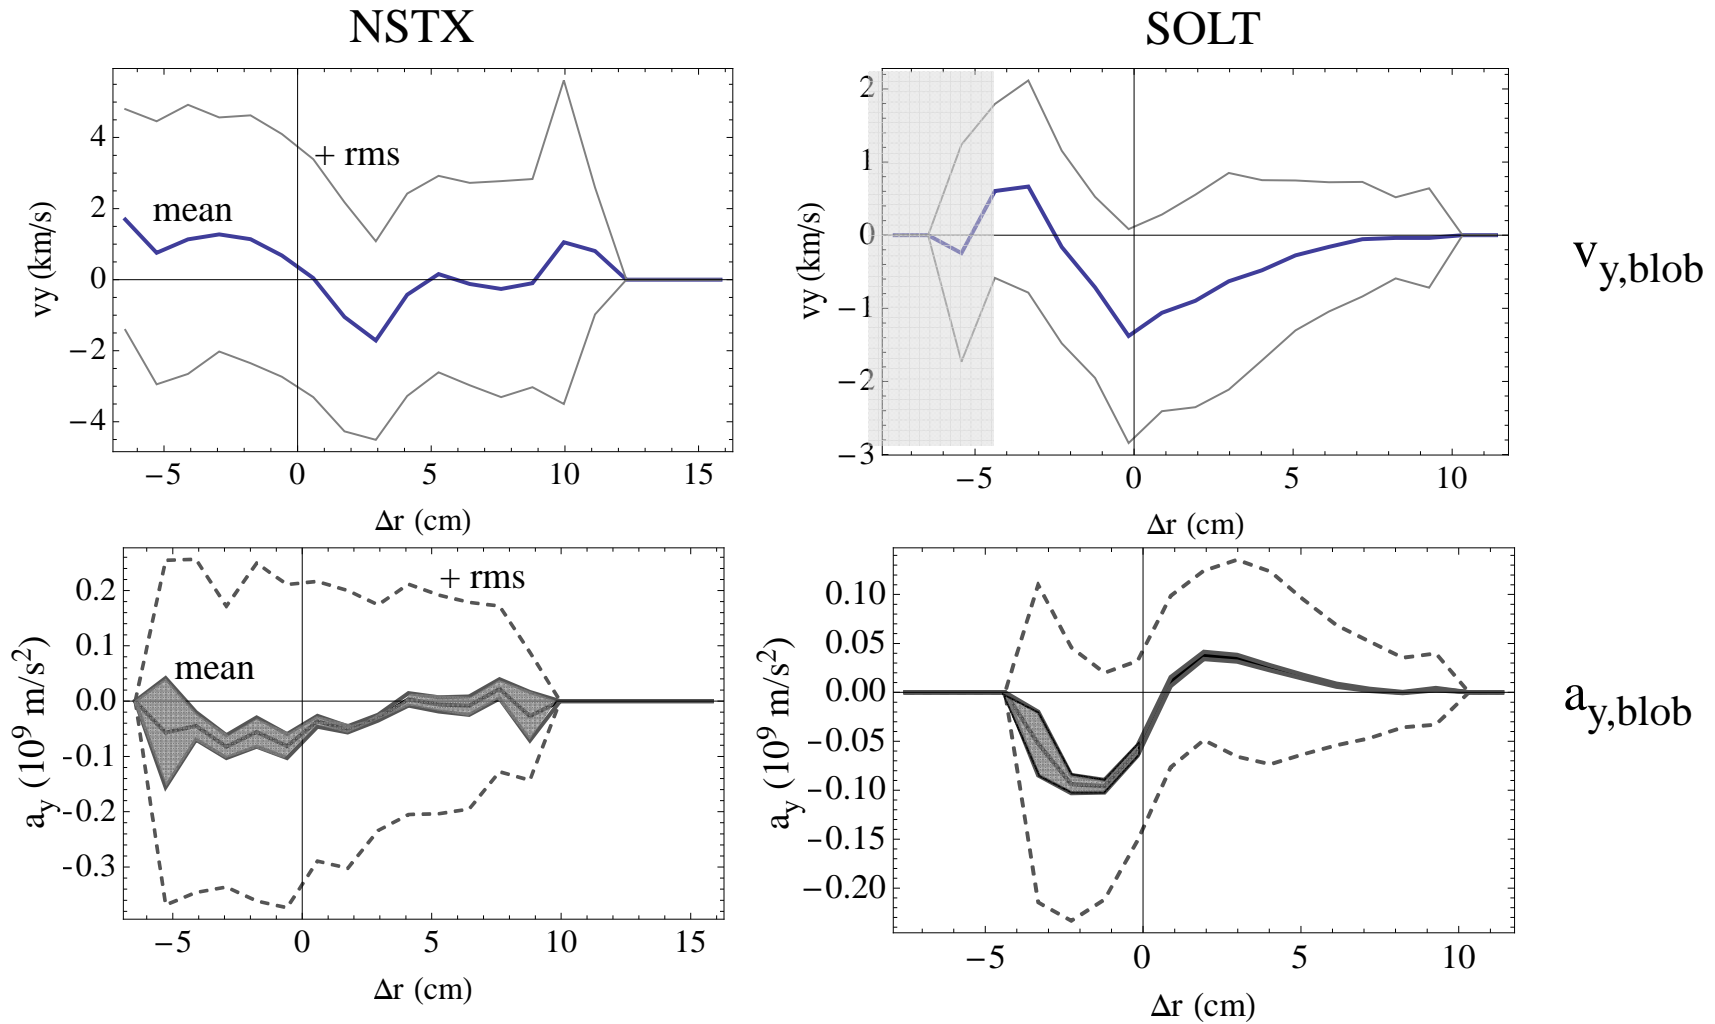 NSTX
SOLT
4
2
0
−2
−4
vy (km/s)
+ rms
mean
−5 0 5 10 15
Δr (cm)
2
1
0
−1
−2
−3
vy (km/s)
−5 0 5 10
Δr (cm)
v_y,blob
0.2
0.1
0.0
-0.1
-0.2
-0.3
a_y (10⁹ m/s²)
+ rms
mean
−5 0 5 10 15
Δr (cm)
0.10
0.05
0.00
−0.05
−0.10
−0.15
−0.20
a_y (10⁹ m/s²)
−5 0 5 10
Δr (cm)
a_y,blob